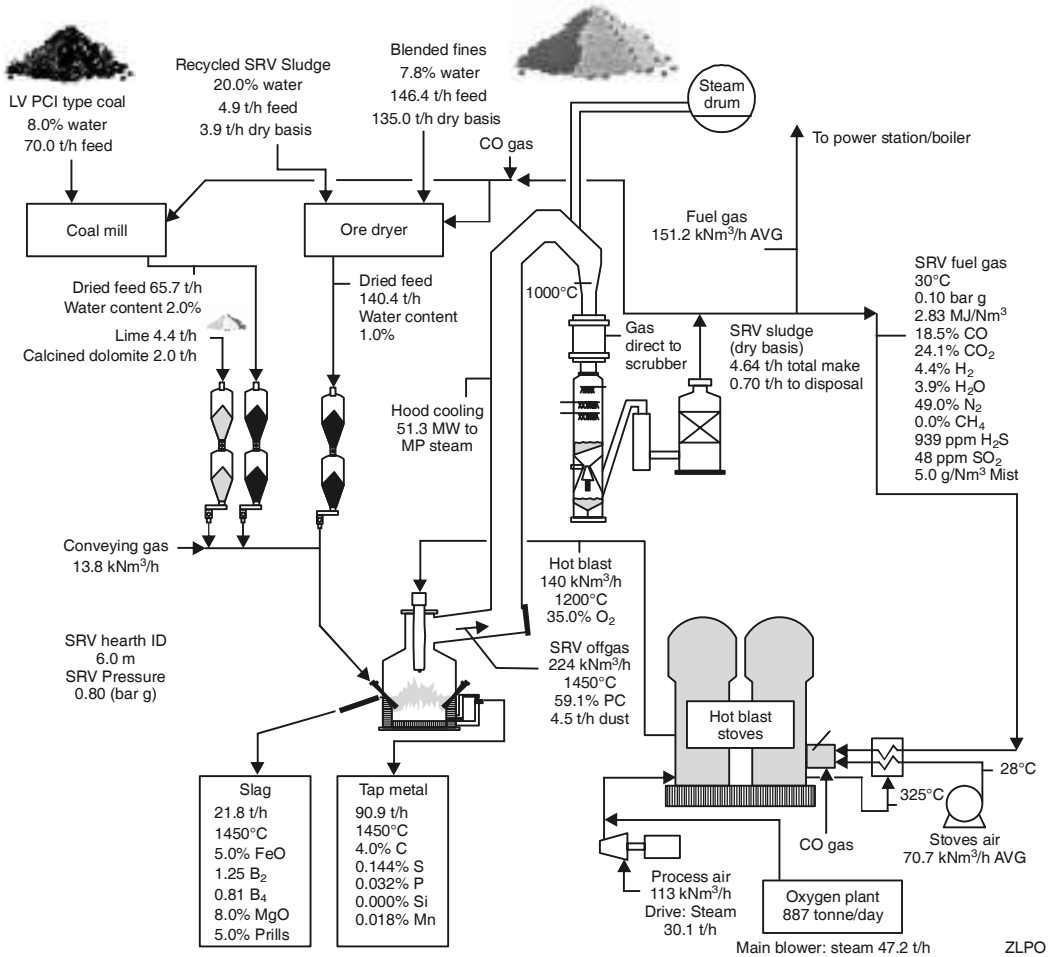 LV PCI type coal
8.0% water
70.0 t/h feed
Recycled SRV Sludge
20.0% water
4.9 t/h feed
3.9 t/h dry basis
Blended fines
7.8% water
146.4 t/h feed
135.0 t/h dry basis
CO gas
Steam
drum
To power station/boiler
Coal mill
Ore dryer
Fuel gas
151.2 kNm³/h AVG
Dried feed 65.7 t/h
Water content 2.0%
Lime 4.4 t/h
Calcined dolomite 2.0 t/h
Dried feed
140.4 t/h
Water content
1.0%
1000°C
Gas
direct to
scrubber
SRV sludge
(dry basis)
4.64 t/h total make
0.70 t/h to disposal
SRV fuel gas
30°C
0.10 bar g
2.83 MJ/Nm³
18.5% CO
24.1% CO₂
4.4% H₂
3.9% H₂O
49.0% N₂
0.0% CH₄
939 ppm H₂S
48 ppm SO₂
5.0 g/Nm³ Mist
Hood cooling
51.3 MW to
MP steam
Conveying gas
13.8 kNm³/h
Hot blast
140 kNm³/h
1200°C
35.0% O₂
SRV hearth ID
6.0 m
SRV Pressure
0.80 (bar g)
SRV offgas
224 kNm³/h
1450°C
59.1% PC
4.5 t/h dust
Hot blast
stoves
28°C
325°C
Stoves air
70.7 kNm³/h AVG
CO gas
Slag
21.8 t/h
1450°C
5.0% FeO
1.25 B₂
0.81 B₄
8.0% MgO
5.0% Prills
Tap metal
90.9 t/h
1450°C
4.0% C
0.144% S
0.032% P
0.000% Si
0.018% Mn
Process air
113 kNm³/h
Drive: Steam
30.1 t/h
Oxygen plant
887 tonne/day
Main blower: steam 47.2 t/h
ZLPO